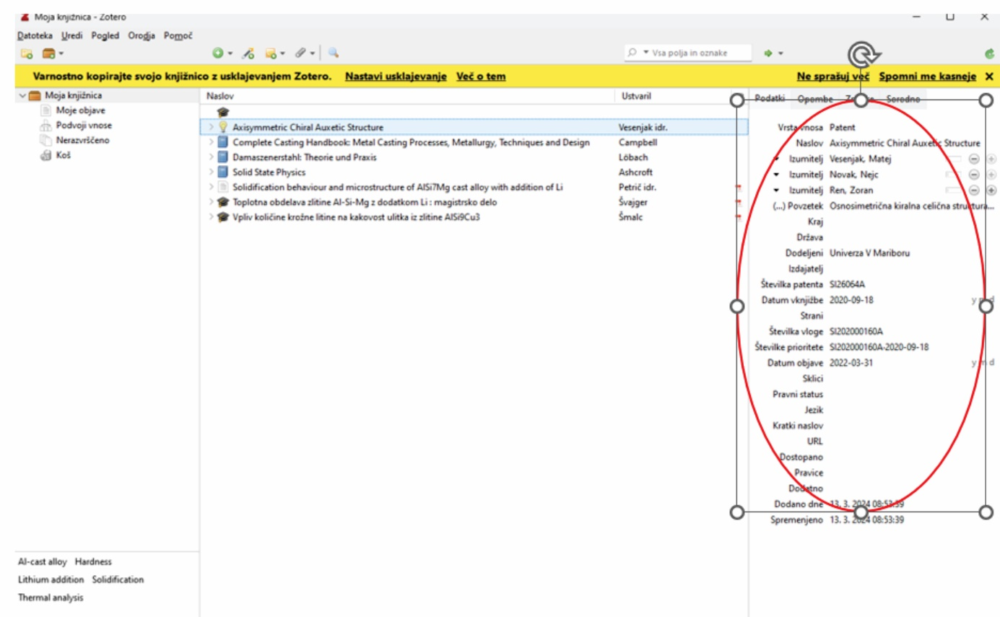 Moja knjižnica - Zotero
Datoteka Uredi Pogled Orodja Pomoč
Vsa polja in oznake
Varnostno kopirajte svojo knjižnico z usklajevanjem Zotero. Nastavi usklajevanje Več o tem Ne sprašuj več Spomni me kasneje
Moja knjižnica
Moje objave
Podvoji vnose
Nerazvrščeno
Koš
Al-cast alloy Hardness
Lithium addition Solidification
Thermal analysis
Naslov Ustvaril
Axisymmetric Chiral Auxetic Structure Vesenjak idr.
Complete Casting Handbook: Metal Casting Processes, Metallurgy, Techniques and Design Campbell
Damaszenerstahl: Theorie und Praxis Löbach
Solid State Physics Ashcroft
Solidification behaviour and microstructure of AlSi7Mg cast alloy with addition of Li Petrič idr.
Toplotna obdelava zlitine Al-Si-Mg z dodatkom Li : magistrsko delo Švajger
Vpliv količine krožne litine na kakovost ulitka iz zlitine AlSi9Cu3 Šmalc
Podatki Opombe Sorodno
Vrsta vnosa Patent
Naslov Axisymmetric Chiral Auxetic Structure
Izumitelj Vesenjak, Matej
Izumitelj Novak, Nejc
Izumitelj Ren, Zoran
(...) Povzetek Osnosimetrična kiralna celična struktura...
Kraj
Država
Dodeljeni Univerza V Mariboru
Izdajatelj
Številka patenta SI26064A
Datum vknjižbe 2020-09-18 y m d
Strani
Številka vloge SI202000160A
Številke prioritete SI202000160A·2020-09-18
Datum objave 2022-03-31 y m d
Sklici
Pravni status
Jezik
Kratki naslov
URL
Dostopano
Pravice
Dodatno
Dodano dne 13. 3. 2024 08:53:39
Spremenjeno 13. 3. 2024 08:53:39